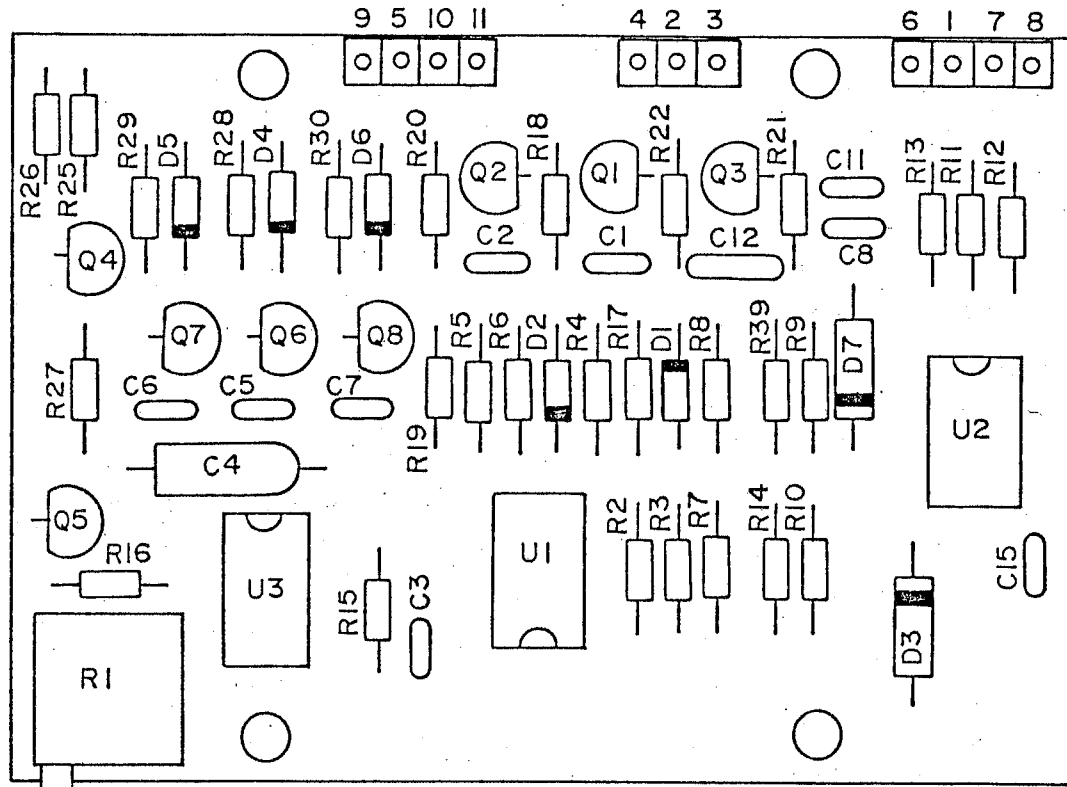 9 5 10 11
4 2 3
6 1 7 8
R26
R25
R29
D5
R28
D4
R30
D6
R20
Q2
R18
Q1
R22
Q3
R21
C11
C8
R13
R11
R12
C2
C1
C12
Q4
Q7
Q6
Q8
R27
C6
C5
C7
R19
R5
R6
D2
R4
R17
D1
R8
R39
R9
D7
U2
C4
Q5
R16
U3
R15
C3
U1
R2
R3
R7
R14
R10
D3
C15
R1